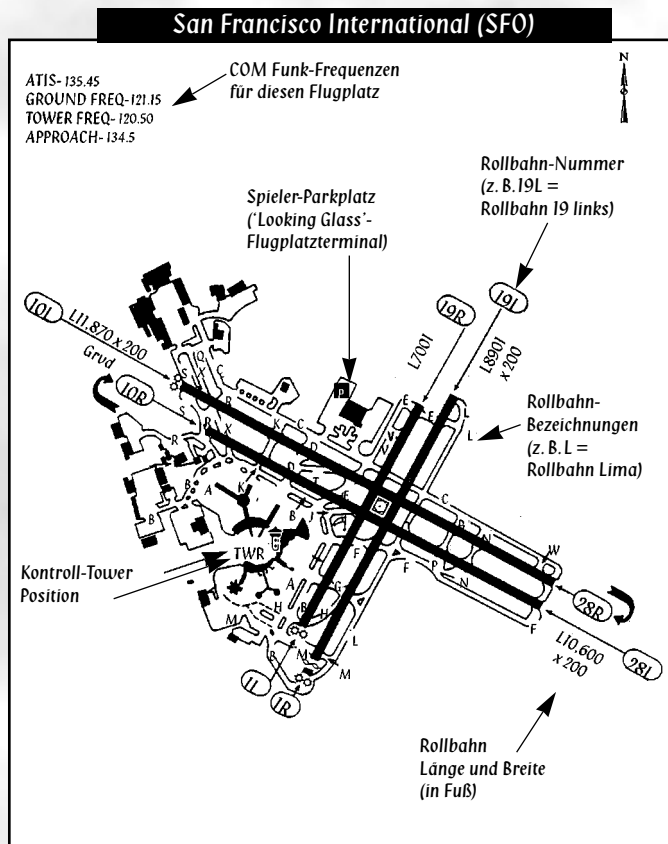 San Francisco International (SFO)
ATIS-135.45
GROUND FREQ-121.15
TOWER FREQ-120.50
APPROACH-134.5
COM Funk-Frequenzen
für diesen Flugplatz
N
Rollbahn-Nummer
(z. B.19L =
Rollbahn 19 links)
Spieler-Parkplatz
('Looking Glass'-
Flugplatzterminal)
10L
L11,870 x 200
Grvd
10R
19R
19L
L7001
L8901
x 200
Rollbahn-
Bezeichnungen
(z. B. L =
Rollbahn Lima)
P
TWR
Kontroll-Tower
Position
1L
1R
28R
28L
L10,600
x 200
Rollbahn
Länge und Breite
(in Fuß)